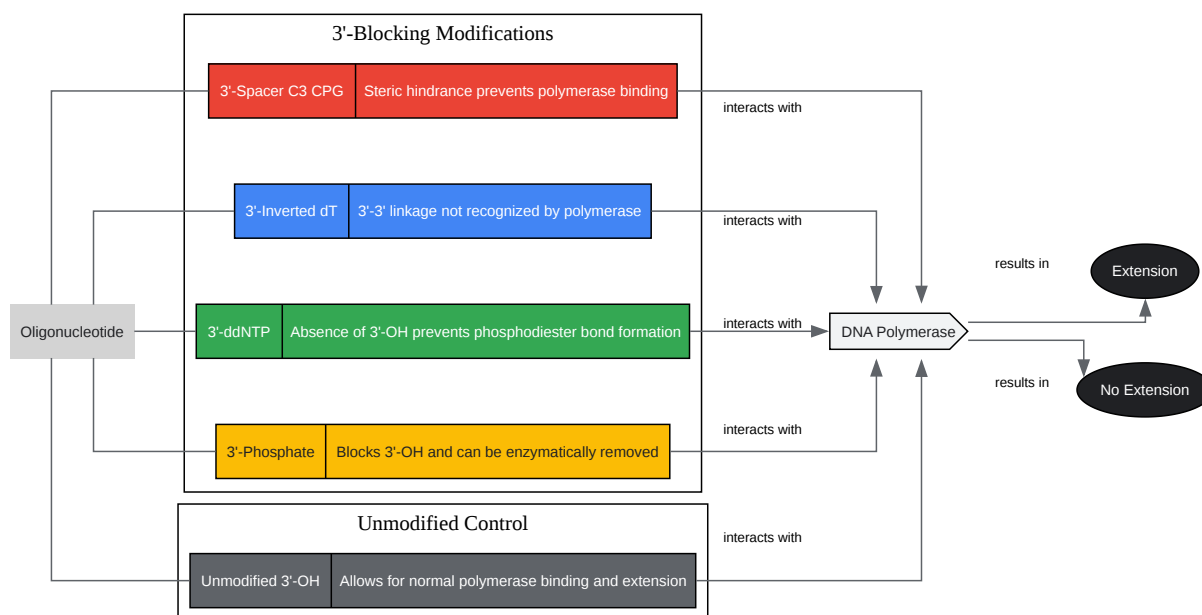 3'-Blocking Modifications
3'-Spacer C3 CPG
Steric hindrance prevents polymerase binding
interacts with
3'-Inverted dT
3'-3' linkage not recognized by polymerase
interacts with
results in
Extension
Oligonucleotide
3'-ddNTP
Absence of 3'-OH prevents phosphodiester bond formation
interacts with
DNA Polymerase
results in
No Extension
3'-Phosphate
Blocks 3'-OH and can be enzymatically removed
interacts with
Unmodified Control
interacts with
Unmodified 3'-OH
Allows for normal polymerase binding and extension